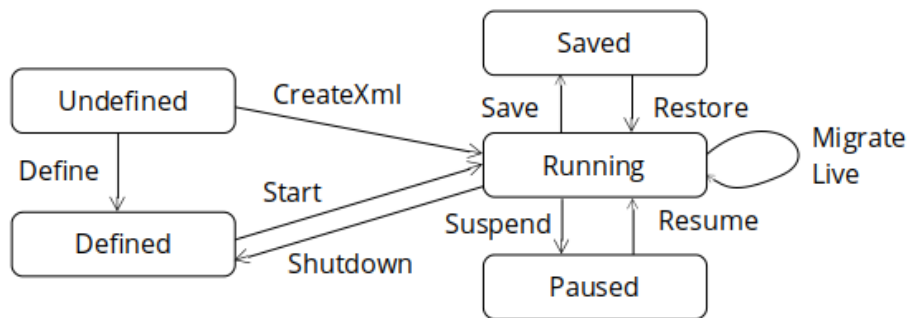 Saved
Undefined
CreateXml
Save
Restore
Define
Running
Migrate
Live
Start
Defined
Suspend
Resume
Shutdown
Paused